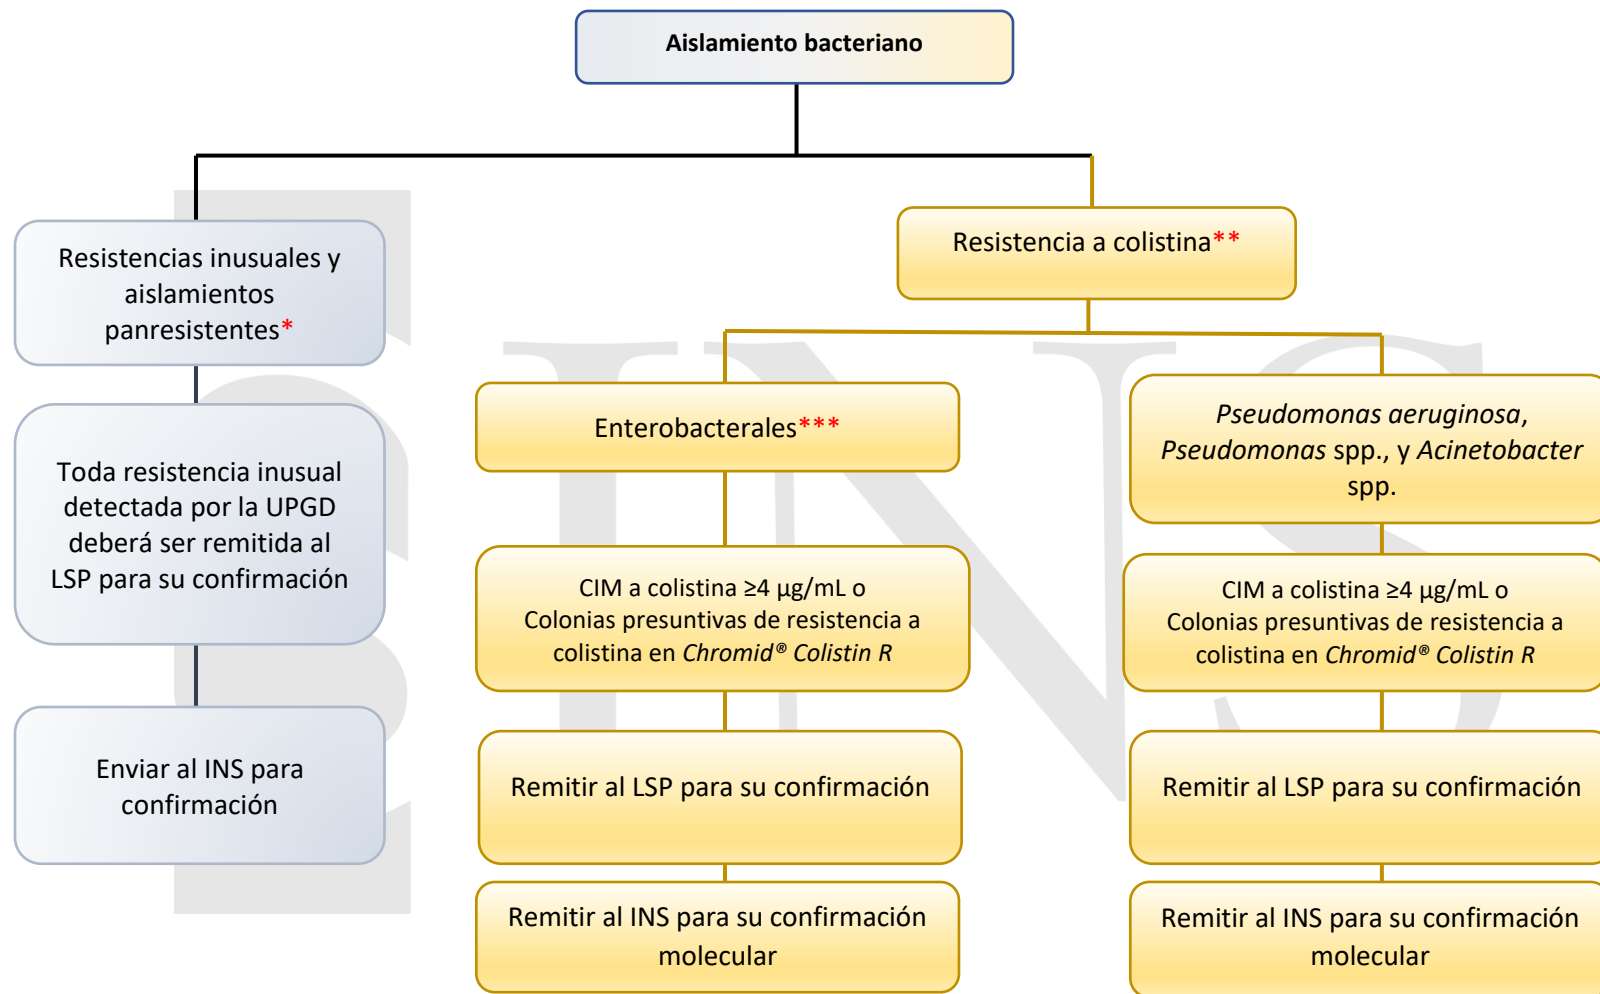 Aislamiento bacteriano
Resistencias inusuales y
aislamientos
panresistentes*
Toda resistencia inusual
detectada por la UPGD
deberá ser remitida al
LSP para su confirmación
Enviar al INS para
confirmación
Resistencia a colistina**
Enterobacterales***
CIM a colistina ≥4 µg/mL o
Colonias presuntivas de resistencia a
colistina en Chromid® Colistin R
Remitir al LSP para su confirmación
Remitir al INS para su confirmación
molecular
Pseudomonas aeruginosa,
Pseudomonas spp., y Acinetobacter
spp.
CIM a colistina ≥4 µg/mL o
Colonias presuntivas de resistencia a
colistina en Chromid® Colistin R
Remitir al LSP para su confirmación
Remitir al INS para su confirmación
molecular
INS